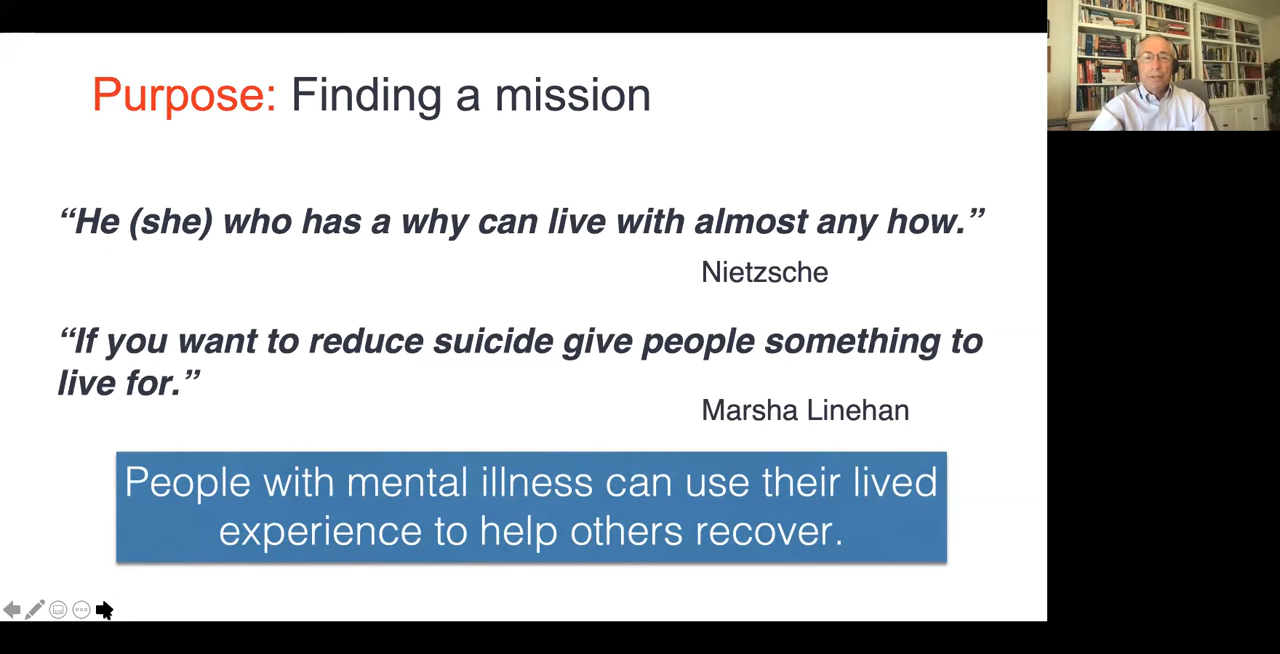 Purpose: Finding a mission
“He (she) who has a why can live with almost any how.”
Nietzsche
“If you want to reduce suicide give people something to
live for.”
Marsha Linehan
People with mental illness can use their lived
experience to help others recover.